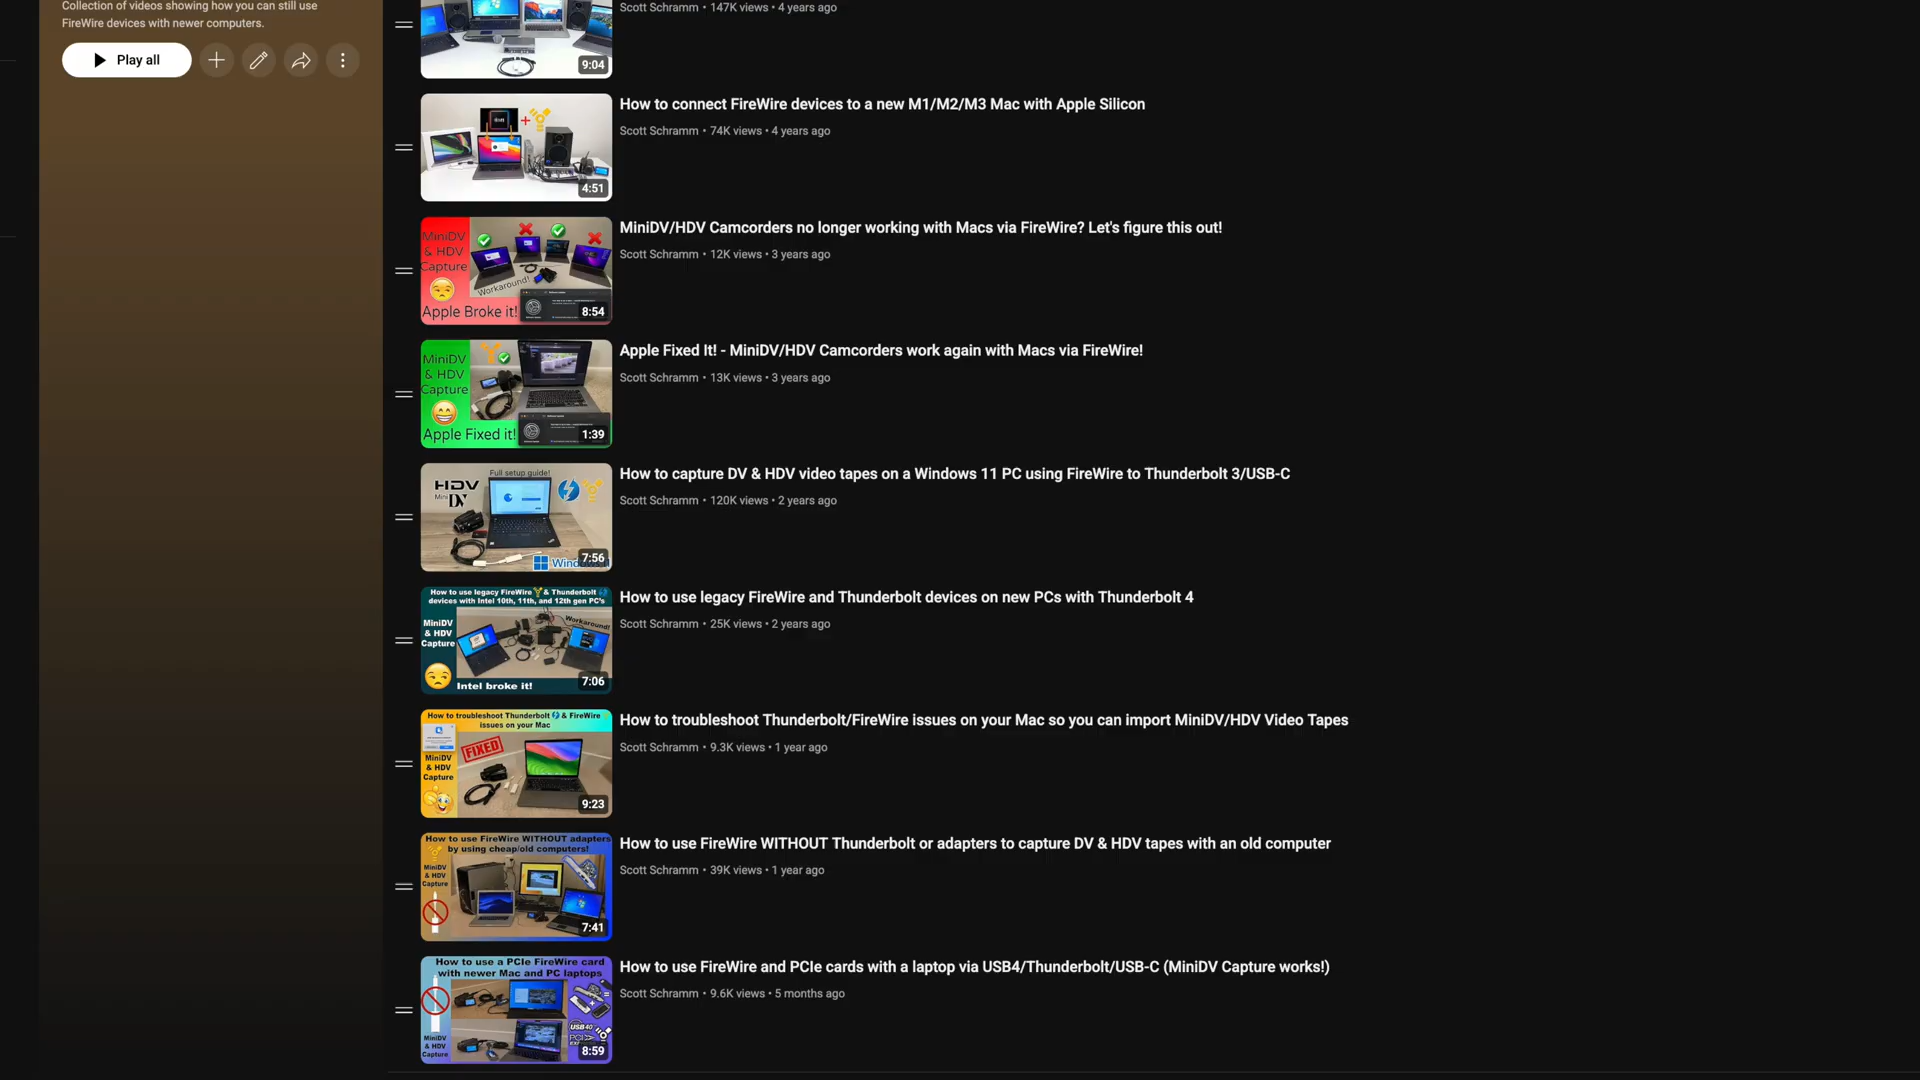 Collection of videos showing how you can still use
FireWire devices with newer computers.
Play all
Scott Schramm • 147K views • 4 years ago
9:04
How to connect FireWire devices to a new M1/M2/M3 Mac with Apple Silicon
Scott Schramm • 74K views • 4 years ago
4:51
MiniDV/HDV Camcorders no longer working with Macs via FireWire? Let's figure this out!
Scott Schramm • 12K views • 3 years ago
MiniDV
& HDV
Capture
Workaround!
Apple Broke it!
8:54
Apple Fixed It! - MiniDV/HDV Camcorders work again with Macs via FireWire!
Scott Schramm • 13K views • 3 years ago
MiniDV
& HDV
Capture
Apple Fixed it!
1:39
How to capture DV & HDV video tapes on a Windows 11 PC using FireWire to Thunderbolt 3/USB-C
Scott Schramm • 120K views • 2 years ago
Full setup guide!
HDV
Mini DV
7:56
How to use legacy FireWire and Thunderbolt devices on new PCs with Thunderbolt 4
Scott Schramm • 25K views • 2 years ago
How to use legacy FireWire & Thunderbolt
devices with Intel 10th, 11th, and 12th gen PC's
MiniDV
& HDV
Capture
Workaround!
Intel broke it!
7:06
How to troubleshoot Thunderbolt/FireWire issues on your Mac so you can import MiniDV/HDV Video Tapes
Scott Schramm • 9.3K views • 1 year ago
How to troubleshoot Thunderbolt & FireWire
issues on your Mac
FIXED
MiniDV
& HDV
Capture
9:23
How to use FireWire WITHOUT Thunderbolt or adapters to capture DV & HDV tapes with an old computer
Scott Schramm • 39K views • 1 year ago
How to use FireWire WITHOUT adapters
by using cheap/old computers!
MiniDV
& HDV
Capture
7:41
How to use FireWire and PCIe cards with a laptop via USB4/Thunderbolt/USB-C (MiniDV Capture works!)
Scott Schramm • 9.6K views • 5 months ago
How to use a PCIe FireWire card
with newer Mac and PC laptops
MiniDV
& HDV
Capture
8:59